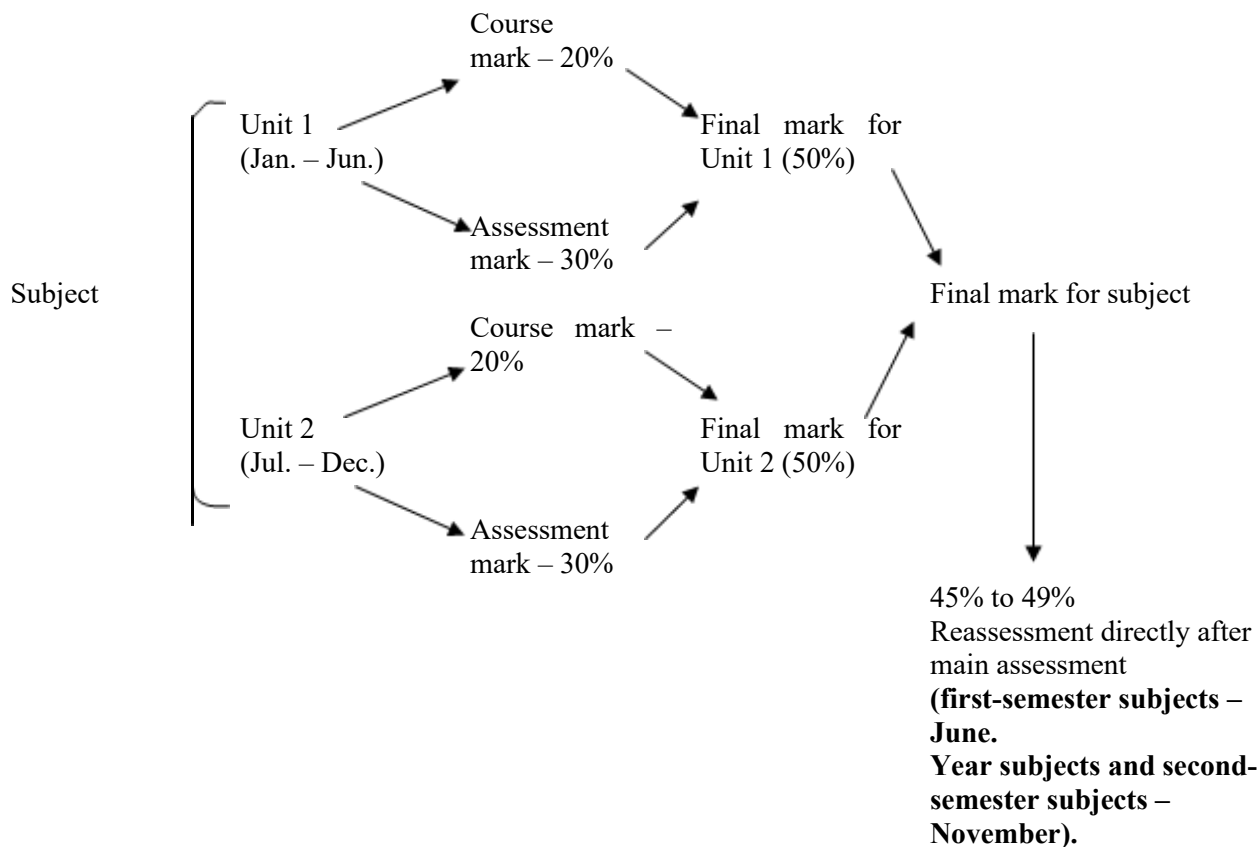 Course
mark – 20%
Unit 1
(Jan. – Jun.)
Final mark for
Unit 1 (50%)
Assessment
mark – 30%
Subject
Final mark for subject
Course mark –
20%
Unit 2
(Jul. – Dec.)
Final mark for
Unit 2 (50%)
Assessment
mark – 30%
45% to 49%
Reassessment directly after
main assessment
(first-semester subjects –
June.
Year subjects and second-
semester subjects –
November).